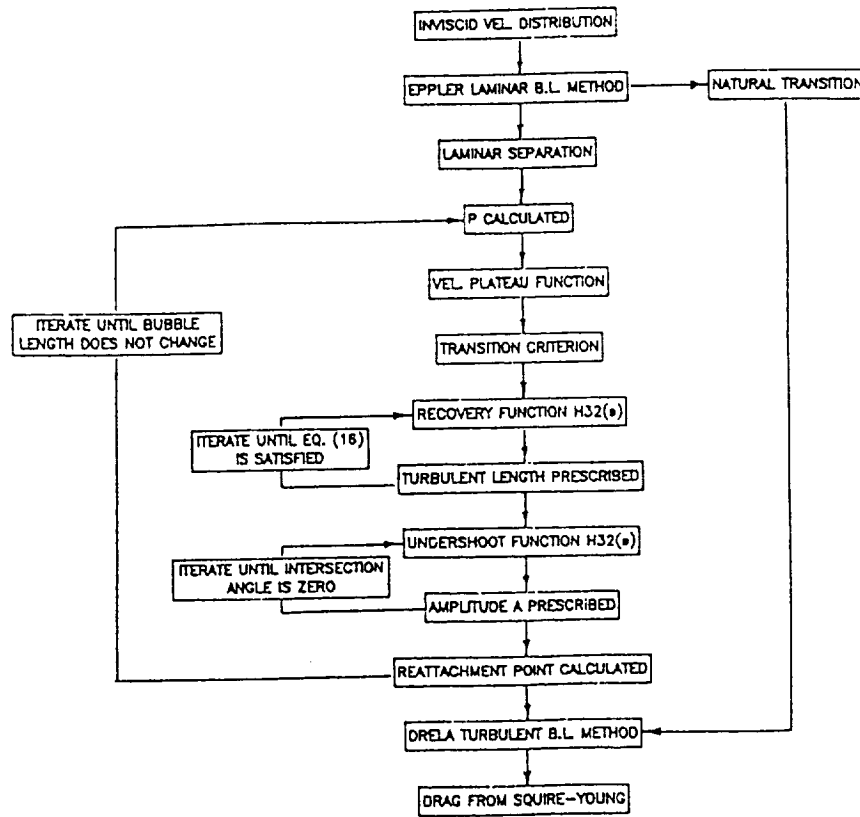 INVISCID VEL. DISTRIBUTION
EPPLER LAMINAR B.L. METHOD
NATURAL TRANSITION
LAMINAR SEPARATION
P CALCULATED
VEL. PLATEAU FUNCTION
ITERATE UNTIL BUBBLE
LENGTH DOES NOT CHANGE
TRANSITION CRITERION
RECOVERY FUNCTION H32(s)
ITERATE UNTIL EQ. (16)
IS SATISFIED
TURBULENT LENGTH PRESCRIBED
UNDERSHOOT FUNCTION H32(s)
ITERATE UNTIL INTERSECTION
ANGLE IS ZERO
AMPLITUDE A PRESCRIBED
REATTACHMENT POINT CALCULATED
DRELA TURBULENT B.L. METHOD
DRAG FROM SQUIRE-YOUNG